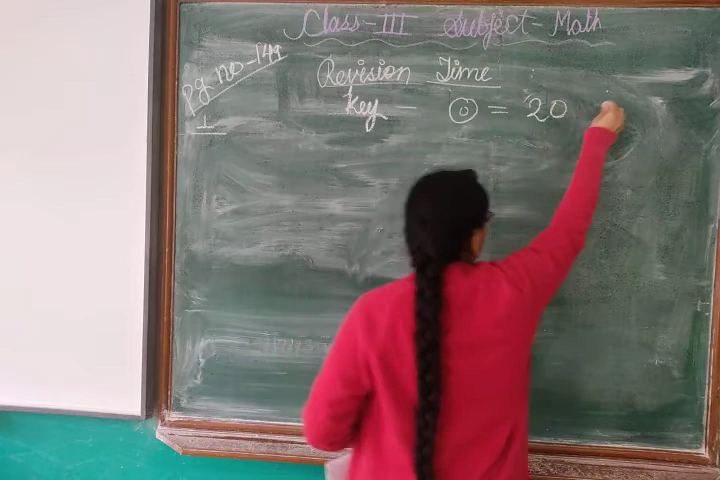 Class-III Subject-Math
Pg.no-149
Revision Time
Key - ⊙ = 20
1